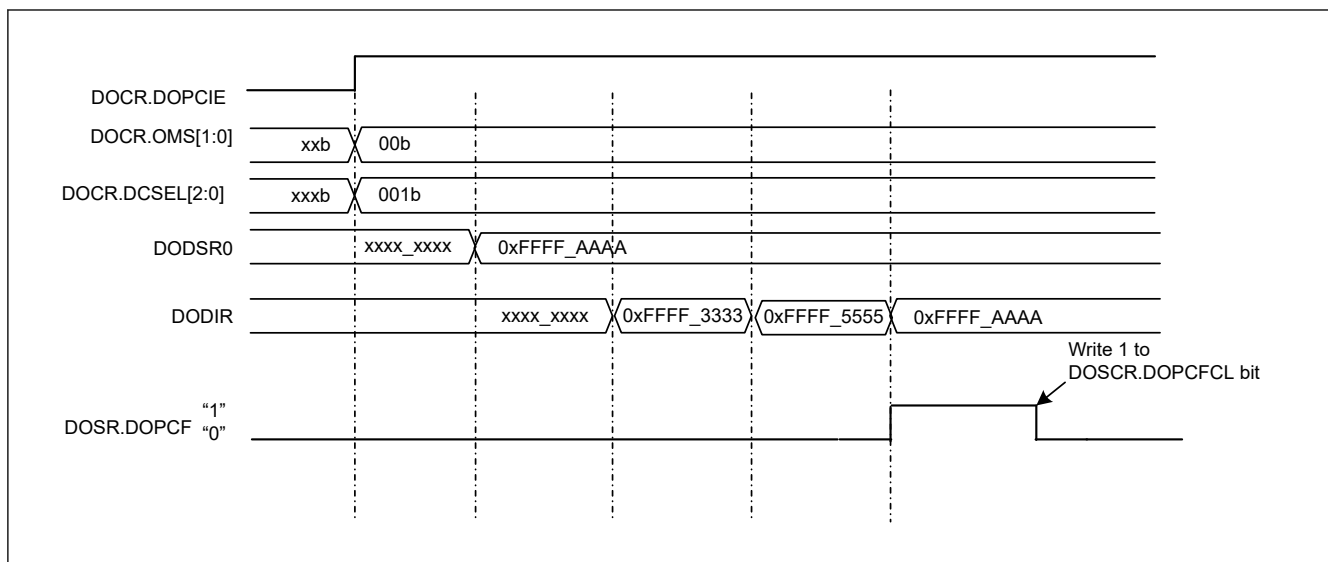 DOCR.DOPCIE
DOCR.OMS[1:0] xxb 00b
DOCR.DCSEL[2:0] xxxb 001b
DODSR0 xxxx_xxxx 0xFFFF_AAAA
DODIR xxxx_xxxx 0xFFFF_3333 0xFFFF_5555 0xFFFF_AAAA
Write 1 to
DOSCR.DOPCFCL bit
“1”
DOSR.DOPCF “0”